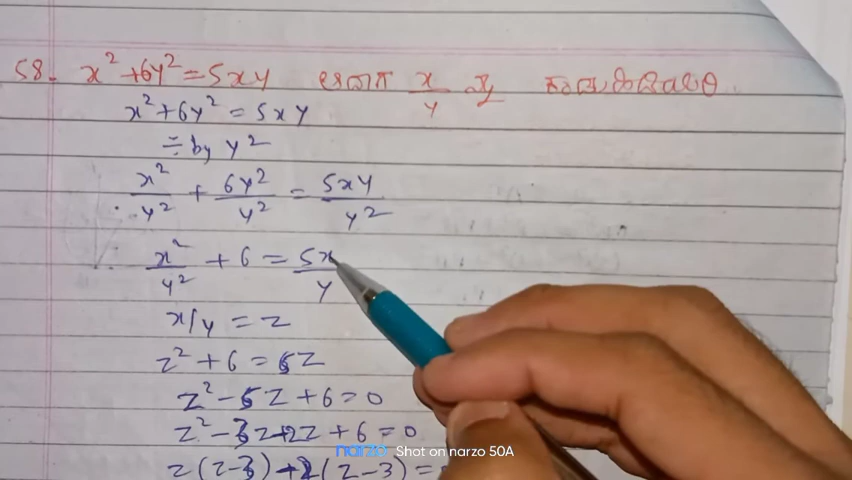 58. x² + 6y² = 5xy x/y
x² + 6y² = 5xy
÷ by y²
x²/y² + 6y²/y² = 5xy/y²
x²/y² + 6 = 5x/y
x/y = z
z² + 6 = 5z
z² - 5z + 6 = 0
z² - 3z - 2z + 6 = 0
z(z-3) - 2(z-3) =
narzo Shot on narzo 50A